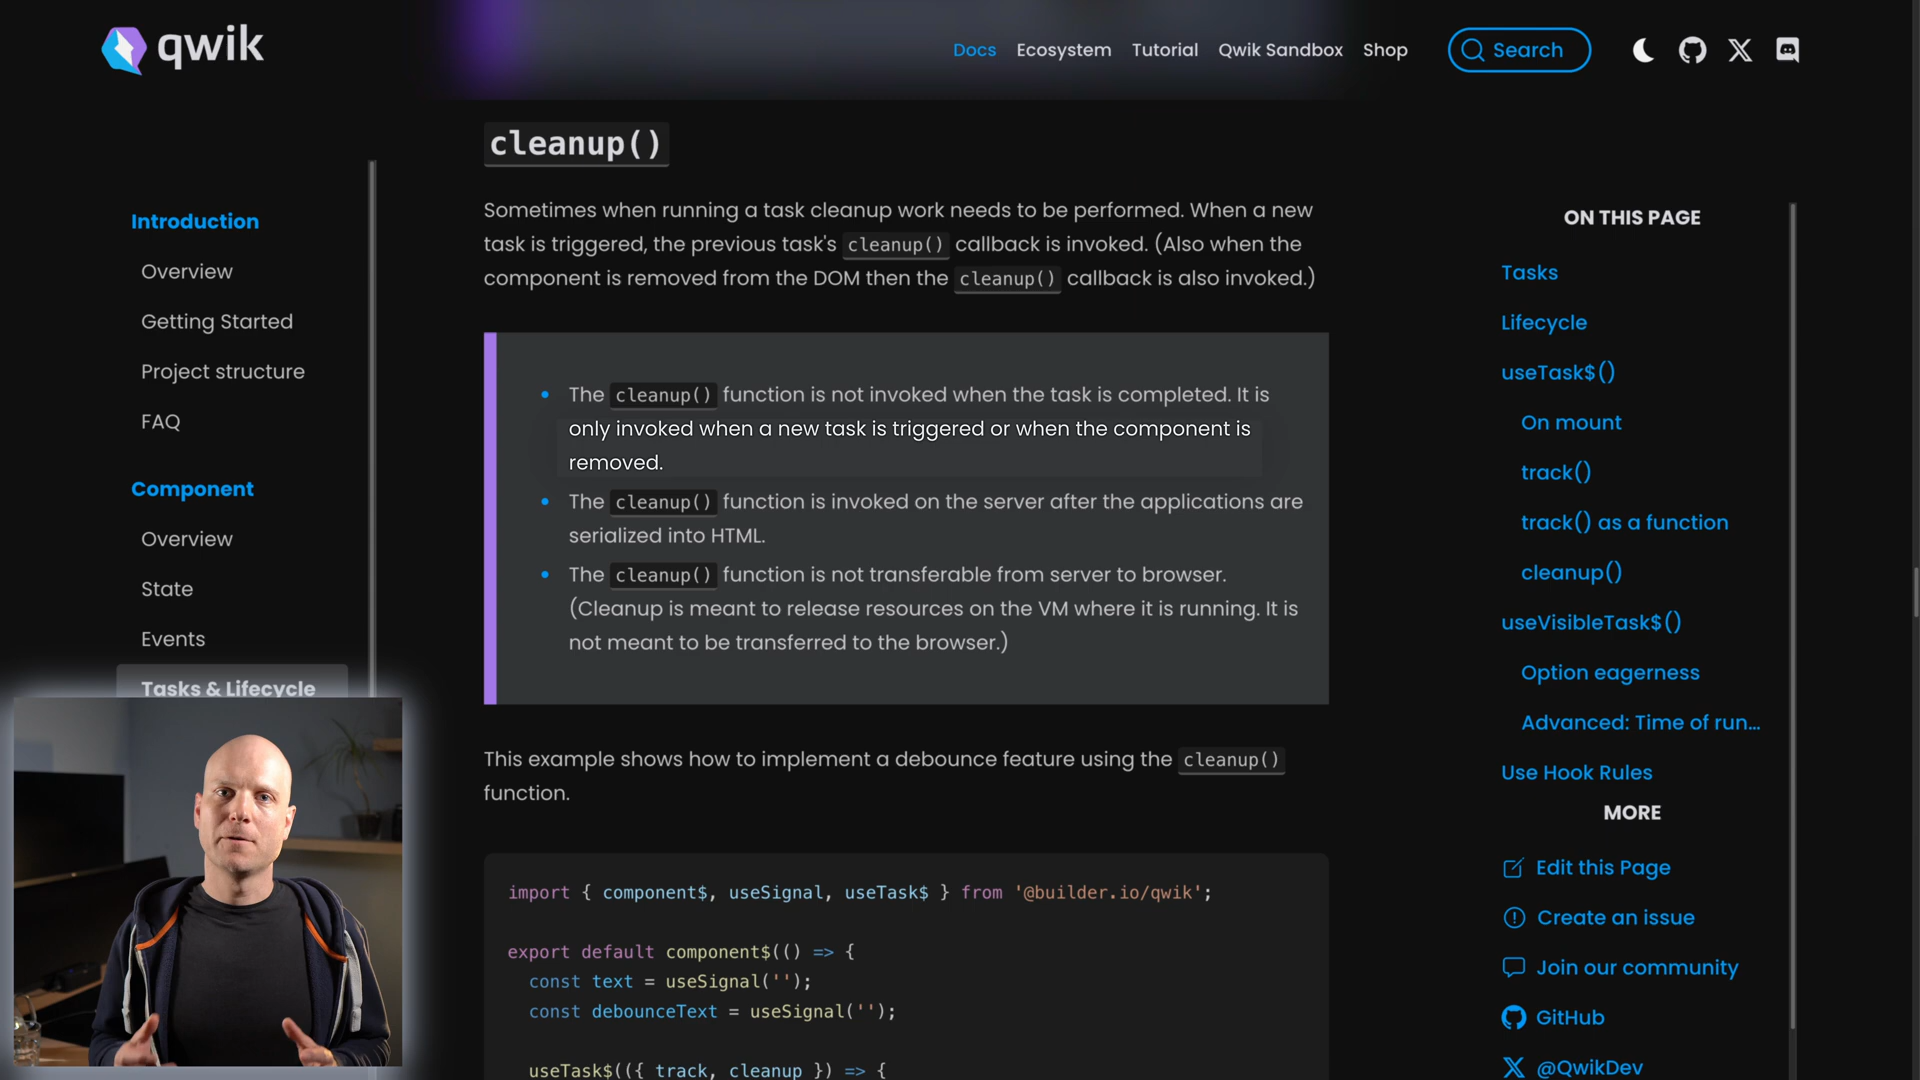 qwik
Docs Ecosystem Tutorial Qwik Sandbox Shop Search
Introduction
Overview
Getting Started
Project structure
FAQ
Component
Overview
State
Events
Tasks & Lifecycle
cleanup()
Sometimes when running a task cleanup work needs to be performed. When a new
task is triggered, the previous task's cleanup() callback is invoked. (Also when the
component is removed from the DOM then the cleanup() callback is also invoked.)
• The cleanup() function is not invoked when the task is completed. It is
only invoked when a new task is triggered or when the component is
removed.
• The cleanup() function is invoked on the server after the applications are
serialized into HTML.
• The cleanup() function is not transferable from server to browser.
(Cleanup is meant to release resources on the VM where it is running. It is
not meant to be transferred to the browser.)
This example shows how to implement a debounce feature using the cleanup()
function.
import { component$, useSignal, useTask$ } from '@builder.io/qwik';
export default component$(() => {
const text = useSignal('');
const debounceText = useSignal('');
useTask$(({ track, cleanup }) => {
ON THIS PAGE
Tasks
Lifecycle
useTask$()
On mount
track()
track() as a function
cleanup()
useVisibleTask$()
Option eagerness
Advanced: Time of run...
Use Hook Rules
MORE
Edit this Page
Create an issue
Join our community
GitHub
@QwikDev